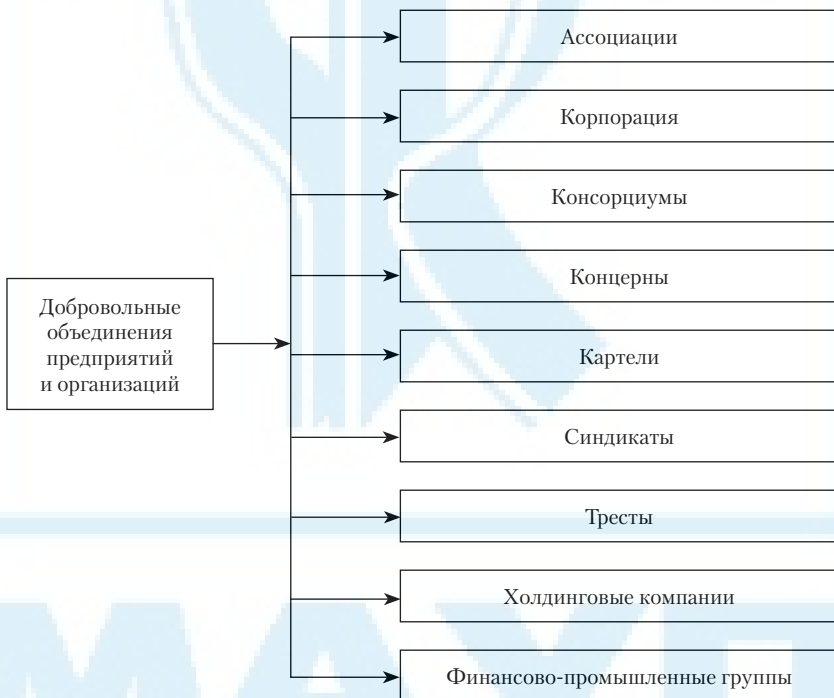 Ассоциации
Корпорация
Консорциумы
Концерны
Добровольные
объединения
предприятий
и организаций
Картели
Синдикаты
Тресты
Холдинговые компании
Финансово-промышленные группы